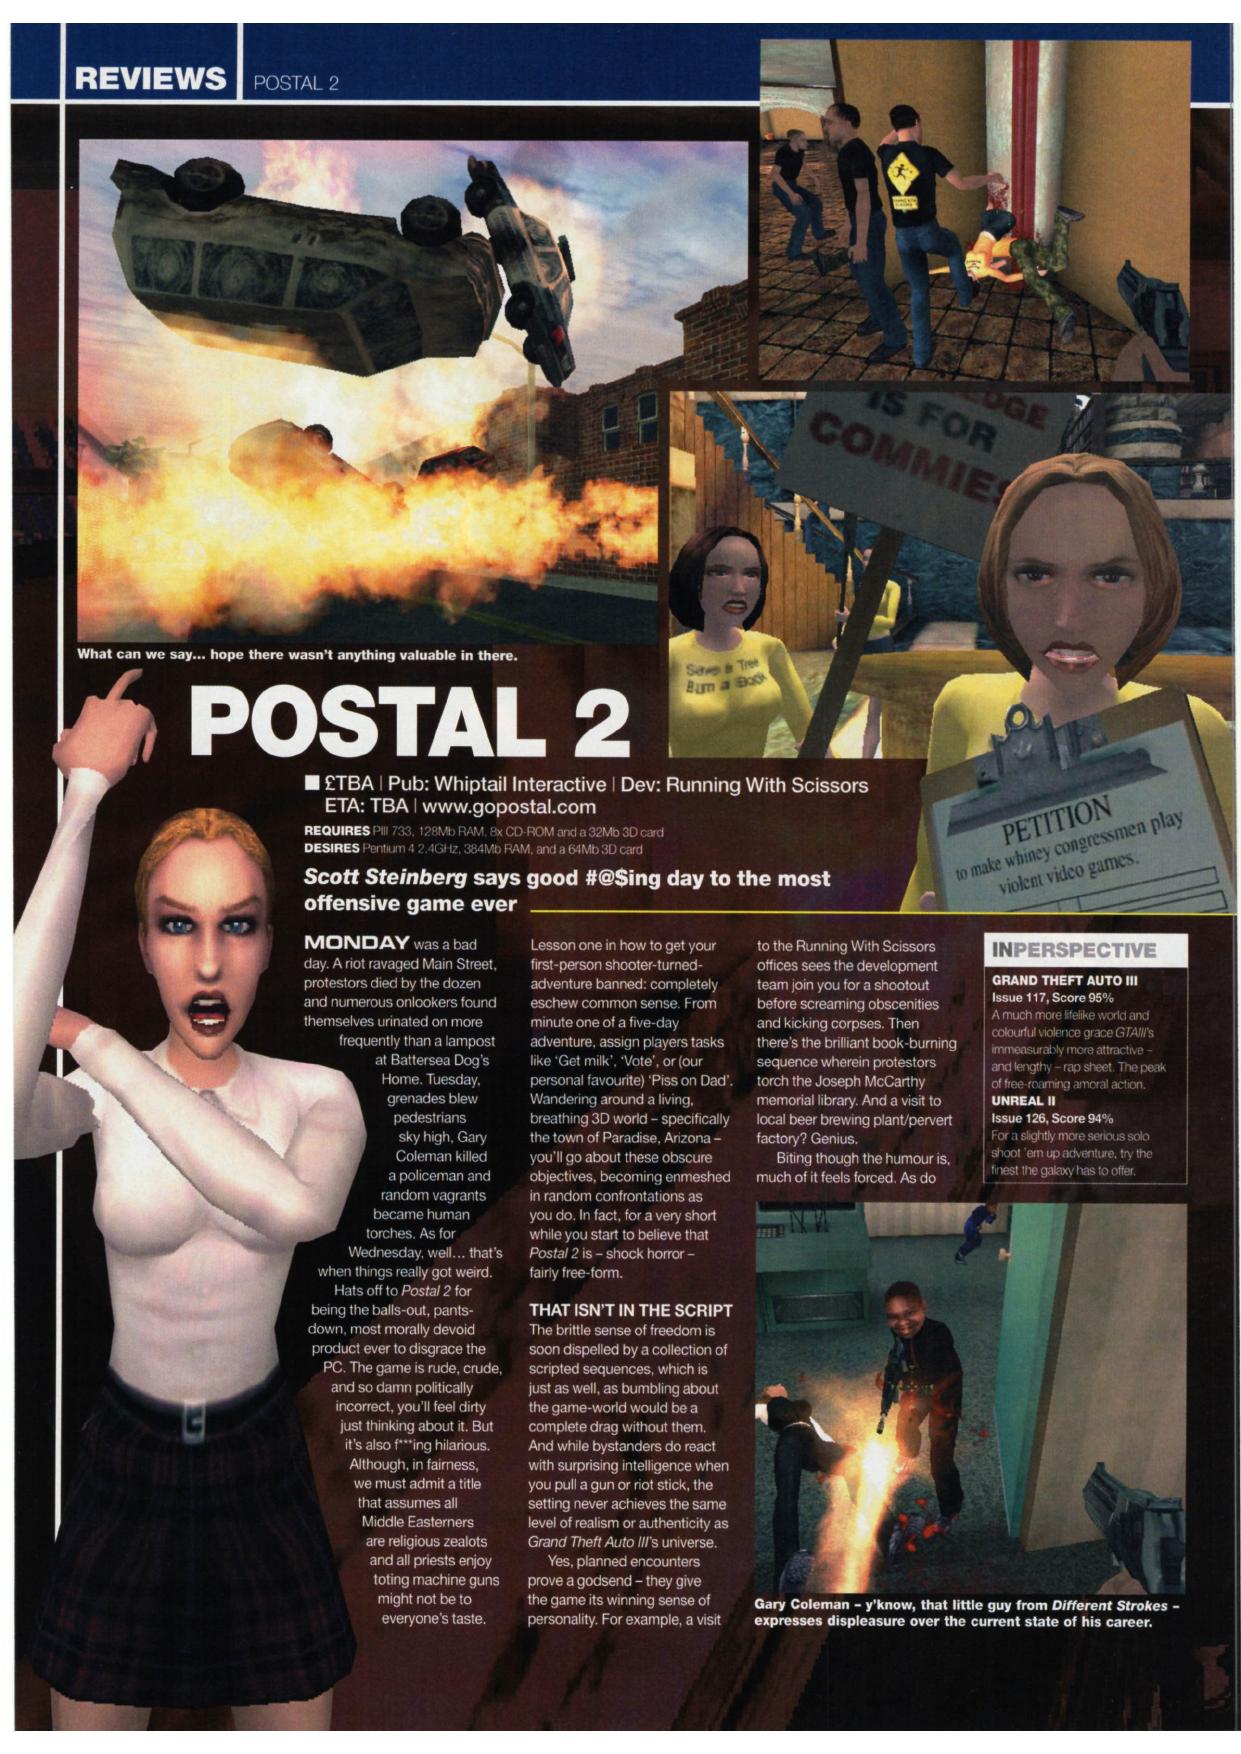 REVIEWS
POSTAL 2
EDGE
IS FOR
COMMIES
Save a Tree
Burn a Book
PETITION
to make whiney congressmen play
violent video games.
What can we say... hope there wasn't anything valuable in there.
POSTAL 2
£TBA | Pub: Whiptail Interactive | Dev: Running With Scissors
ETA: TBA | www.gopostal.com
REQUIRES PIII 733, 128Mb RAM, 8x CD-ROM and a 32Mb 3D card
DESIRES Pentium 4 2.4GHz, 384Mb RAM, and a 64Mb 3D card
Scott Steinberg says good #@$ing day to the most
offensive game ever
MONDAY was a bad
day. A riot ravaged Main Street,
protestors died by the dozen
and numerous onlookers found
themselves urinated on more
frequently than a lampost
at Battersea Dog's
Home. Tuesday,
grenades blew
pedestrians
sky high, Gary
Coleman killed
a policeman and
random vagrants
became human
torches. As for
Wednesday, well... that's
when things really got weird.
Hats off to Postal 2 for
being the balls-out, pants-
down, most morally devoid
product ever to disgrace the
PC. The game is rude, crude,
and so damn politically
incorrect, you'll feel dirty
just thinking about it. But
it's also f***ing hilarious.
Although, in fairness,
we must admit a title
that assumes all
Middle Easterners
are religious zealots
and all priests enjoy
toting machine guns
might not be to
everyone's taste.
Lesson one in how to get your
first-person shooter-turned-
adventure banned: completely
eschew common sense. From
minute one of a five-day
adventure, assign players tasks
like 'Get milk', 'Vote', or (our
personal favourite) 'Piss on Dad'.
Wandering around a living,
breathing 3D world – specifically
the town of Paradise, Arizona –
you'll go about these obscure
objectives, becoming enmeshed
in random confrontations as
you do. In fact, for a very short
while you start to believe that
Postal 2 is – shock horror –
fairly free-form.
THAT ISN'T IN THE SCRIPT
The brittle sense of freedom is
soon dispelled by a collection of
scripted sequences, which is
just as well, as bumbling about
the game-world would be a
complete drag without them.
And while bystanders do react
with surprising intelligence when
you pull a gun or riot stick, the
setting never achieves the same
level of realism or authenticity as
Grand Theft Auto III's universe.
Yes, planned encounters
prove a godsend – they give
the game its winning sense of
personality. For example, a visit
to the Running With Scissors
offices sees the development
team join you for a shootout
before screaming obscenities
and kicking corpses. Then
there's the brilliant book-burning
sequence wherein protestors
torch the Joseph McCarthy
memorial library. And a visit to
local beer brewing plant/pervert
factory? Genius.
Biting though the humour is,
much of it feels forced. As do
INPERSPECTIVE
GRAND THEFT AUTO III
Issue 117, Score 95%
A much more lifelike world and
colourful violence grace GTAIII's
immeasurably more attractive –
and lengthy – rap sheet. The peak
of free-roaming amoral action.
UNREAL II
Issue 126, Score 94%
For a slightly more serious solo
shoot 'em up adventure, try the
finest the galaxy has to offer.
Gary Coleman – y'know, that little guy from Different Strokes –
expresses displeasure over the current state of his career.